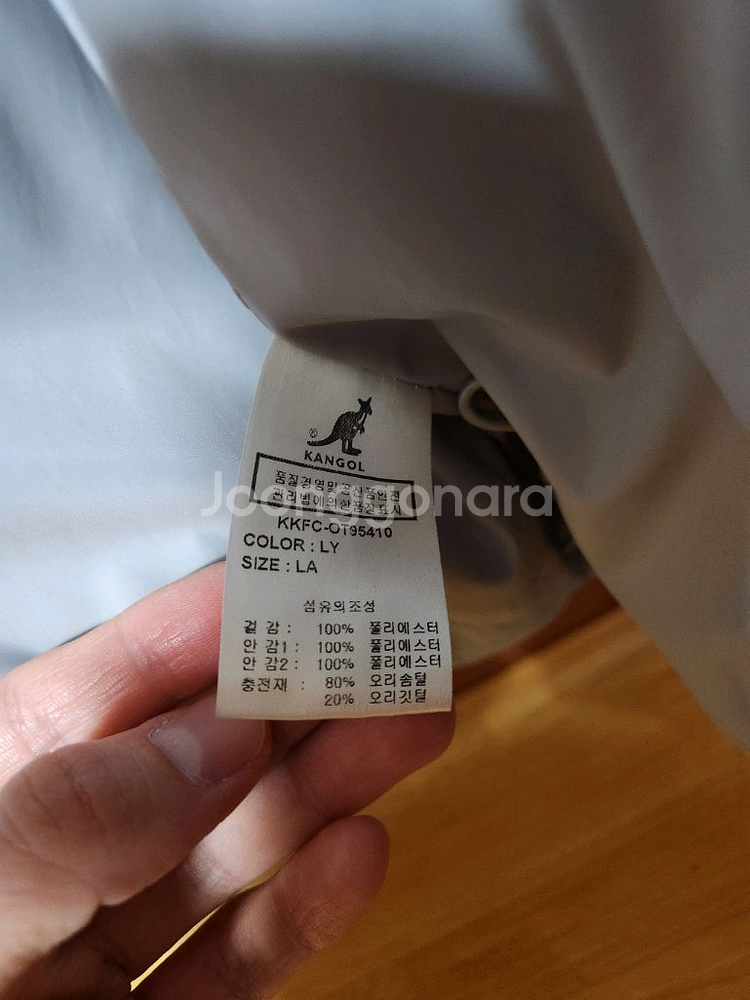 ®
KANGOL
품질경영및공산품안전
관리법에의한품질표시
Joonggonara
KKFC-OT95410
COLOR : LY
SIZE : LA
섬유의조성
겉 감 : 100% 폴리에스터
안 감1 : 100% 폴리에스터
안 감2 : 100% 폴리에스터
충전재 : 80% 오리솜털
20% 오리깃털